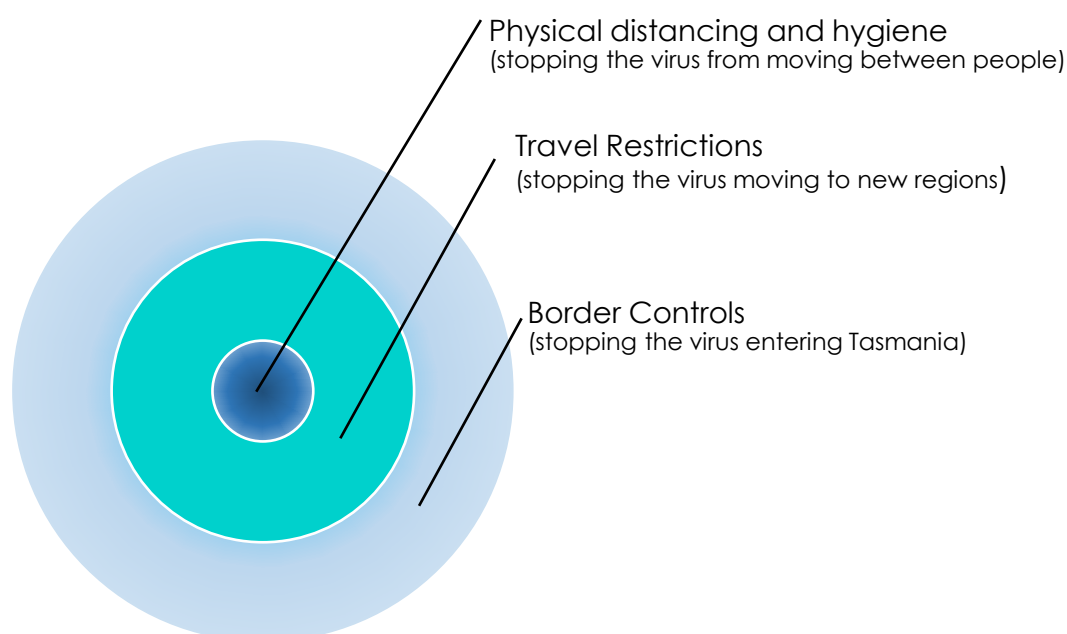 Physical distancing and hygiene
(stopping the virus from moving between people)
Travel Restrictions
(stopping the virus moving to new regions)
Border Controls
(stopping the virus entering Tasmania)